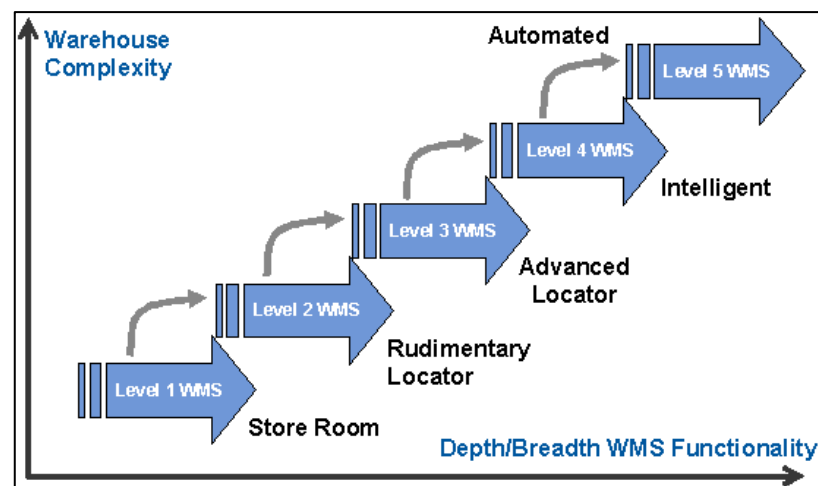 Warehouse
Complexity
Automated
Level 5 WMS
Level 4 WMS
Intelligent
Level 3 WMS
Advanced
Locator
Level 2 WMS
Rudimentary
Locator
Level 1 WMS
Store Room
Depth/Breadth WMS Functionality